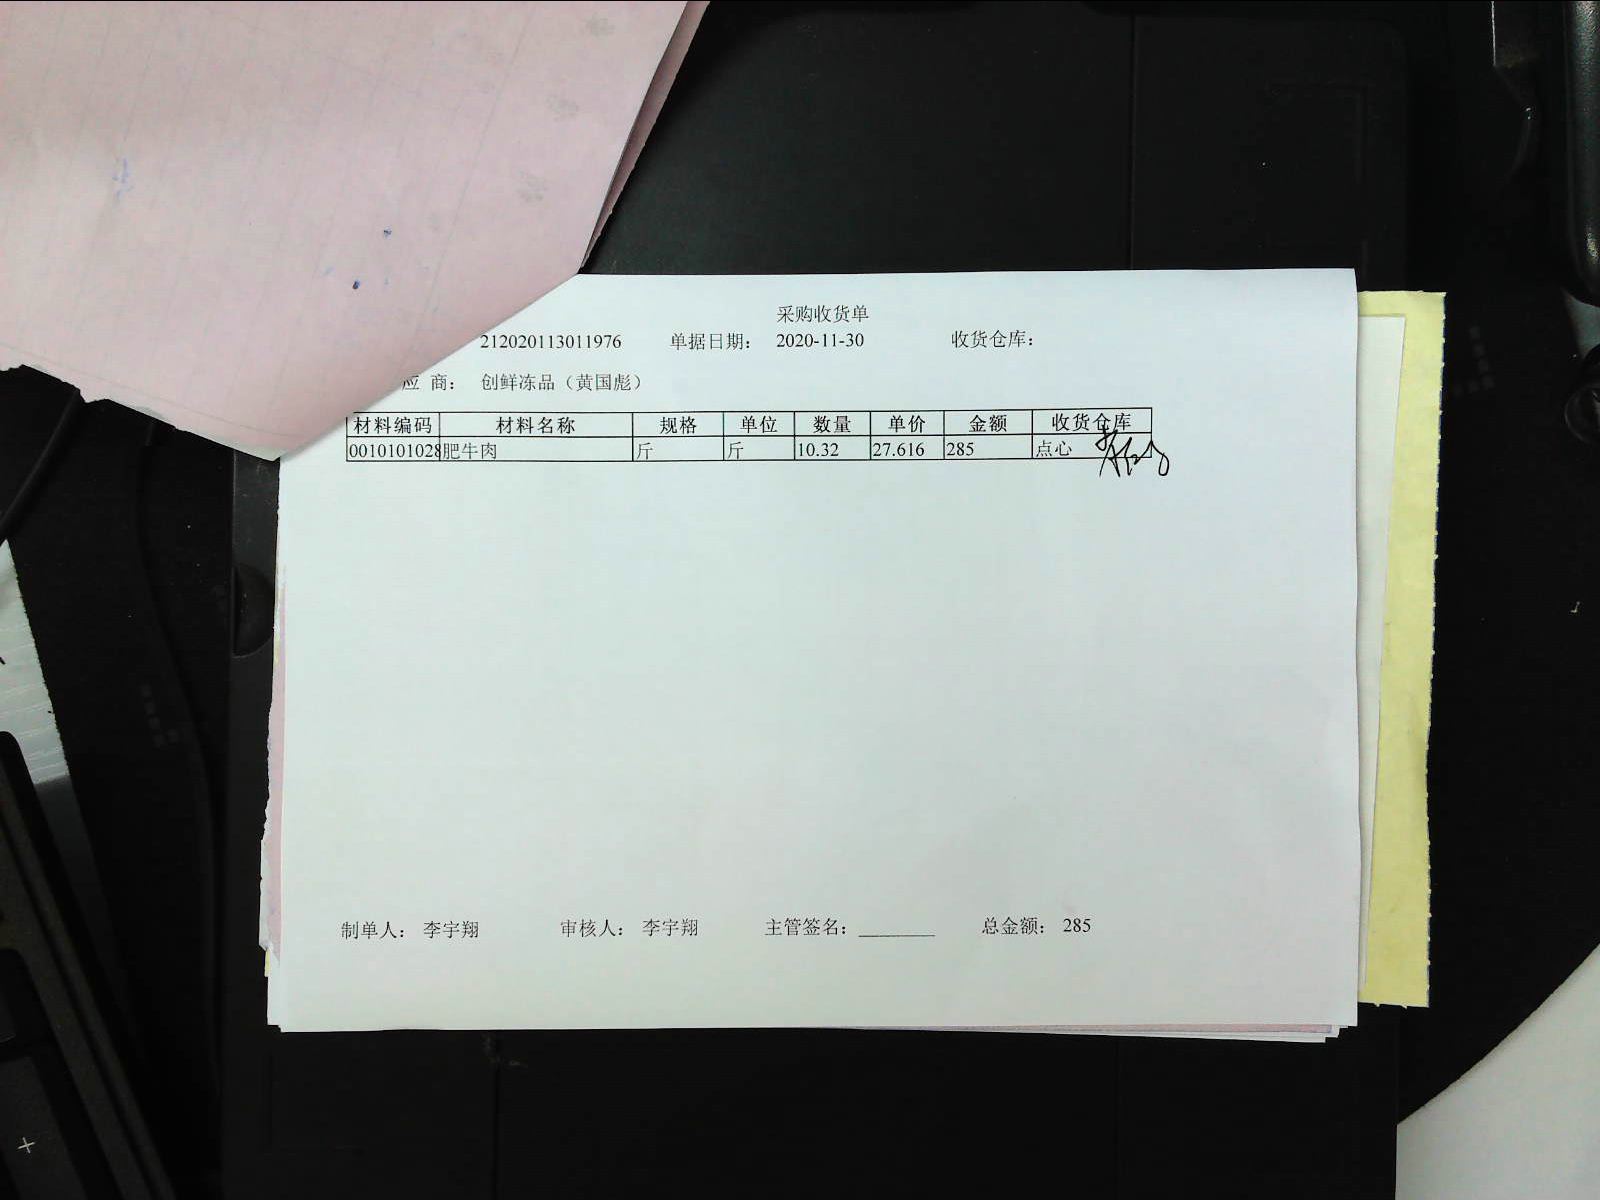 采购收货单
212020113011976 单据日期： 2020-11-30 收货仓库：
应 商： 创鲜冻品（黄国彪）
材料编码 材料名称 规格 单位 数量 单价 金额 收货仓库
0010101028 肥牛肉 斤 斤 10.32 27.616 285 点心
制单人： 李宇翔 审核人： 李宇翔 主管签名： 总金额： 285